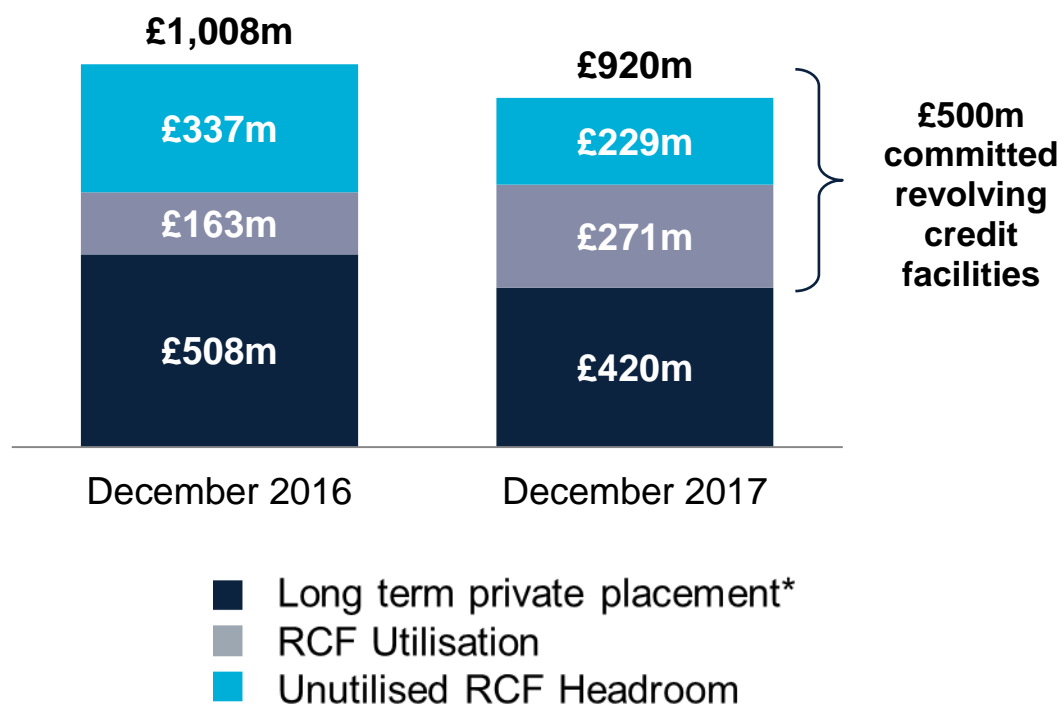 £1,008m
£337m
£163m
£508m
December 2016
£920m
£229m
£271m
£420m
December 2017
£500m
committed
revolving
credit
facilities
Long term private placement*
RCF Utilisation
Unutilised RCF Headroom